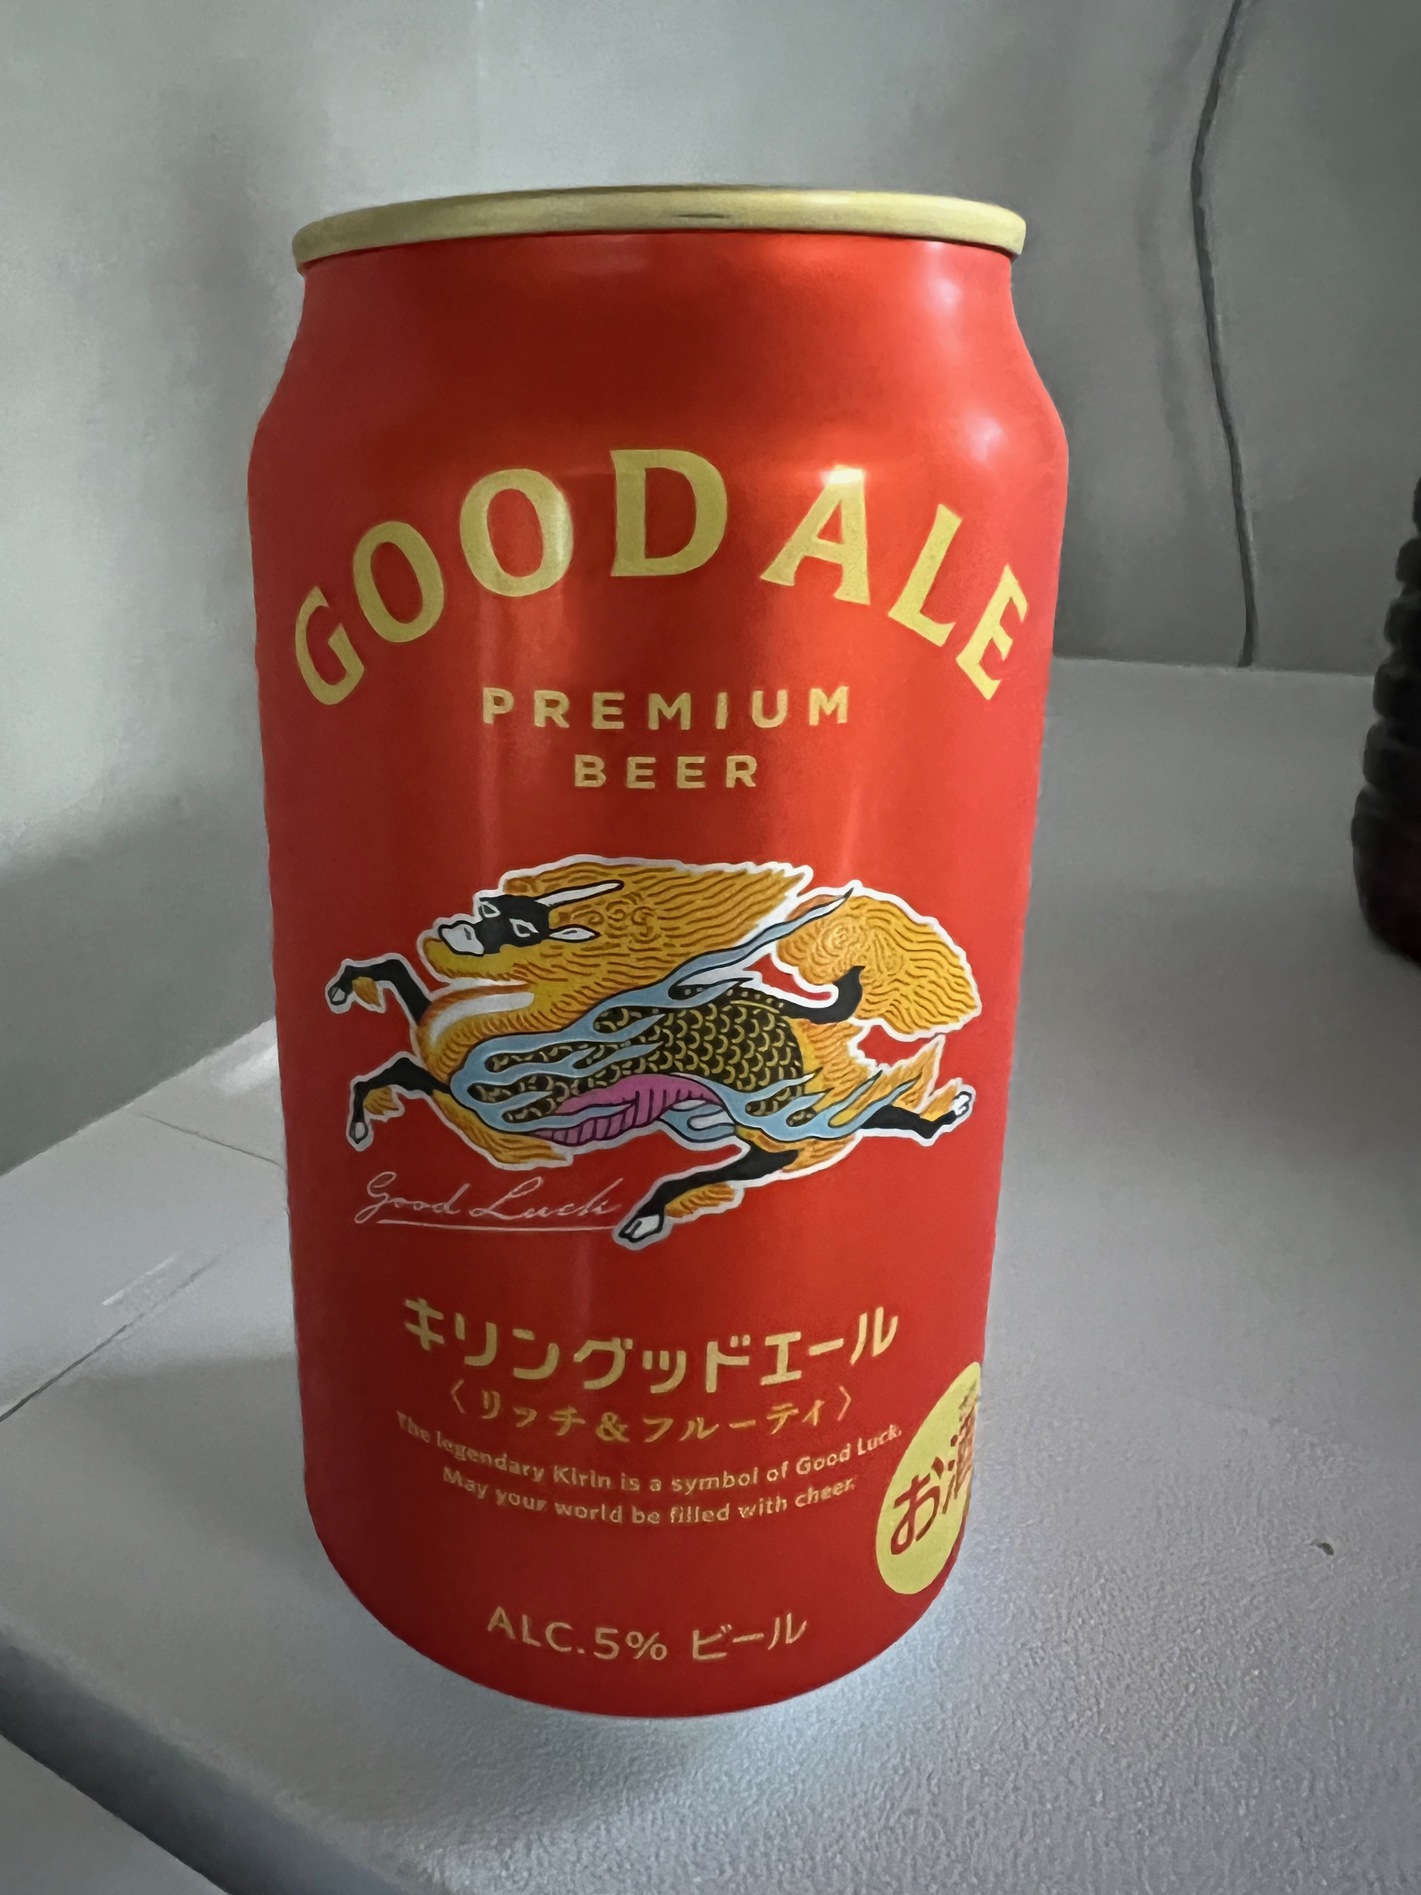 GOOD ALE
PREMIUM
BEER
Good Luck
キリングッドエール
〈リッチ&フルーティ〉
The legendary Kirin is a symbol of Good Luck.
May your world be filled with cheer.
お酒
ALC.5% ビール